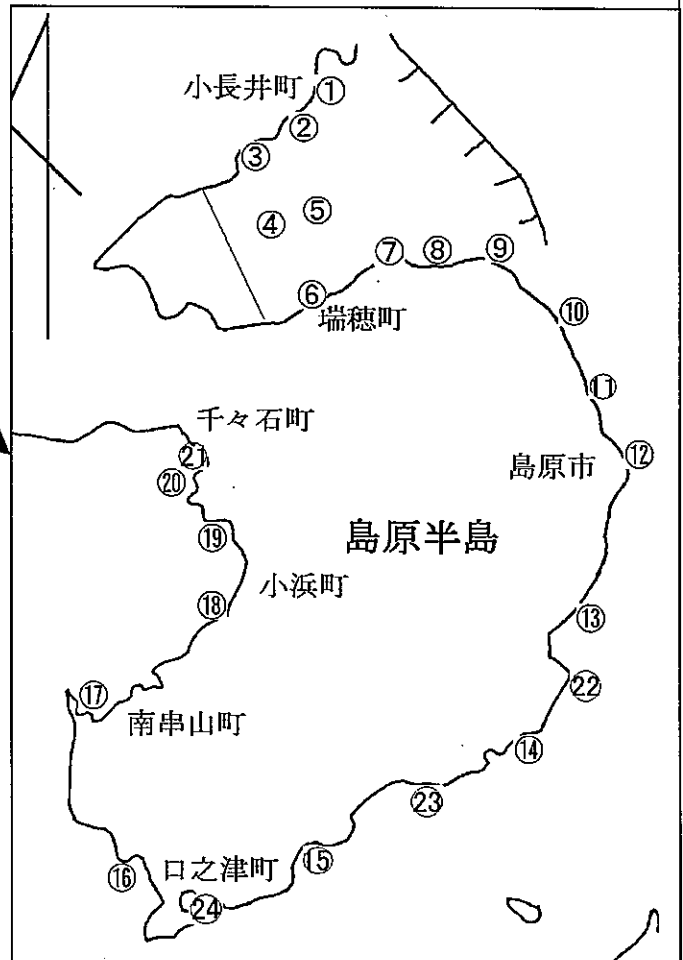 小長井町 ①
②
③
⑤
④
⑦ ⑧ ⑨
⑥
瑞穂町 ⑩
⑪
千々石町
㉑ 島原市 ⑫
⑳
⑲ 島原半島
小浜町
⑱ ⑬
㉒
⑰
南串山町 ⑭
㉓
⑮
⑯ 口之津町
㉔